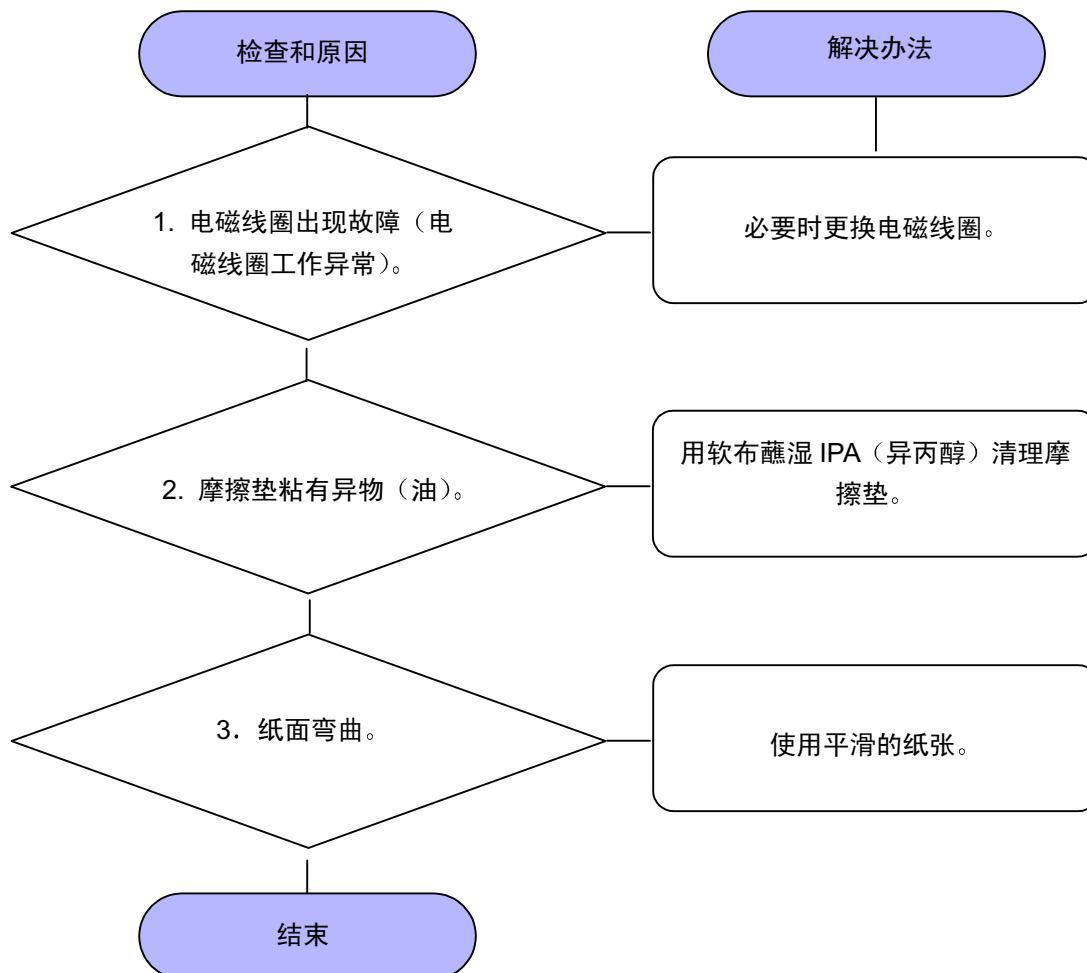 检查和原因
解决办法
1. 电磁线圈出现故障（电
磁线圈工作异常）。
必要时更换电磁线圈。
2. 摩擦垫粘有异物（油）。
用软布蘸湿 IPA（异丙醇）清理摩
擦垫。
3．纸面弯曲。
使用平滑的纸张。
结束